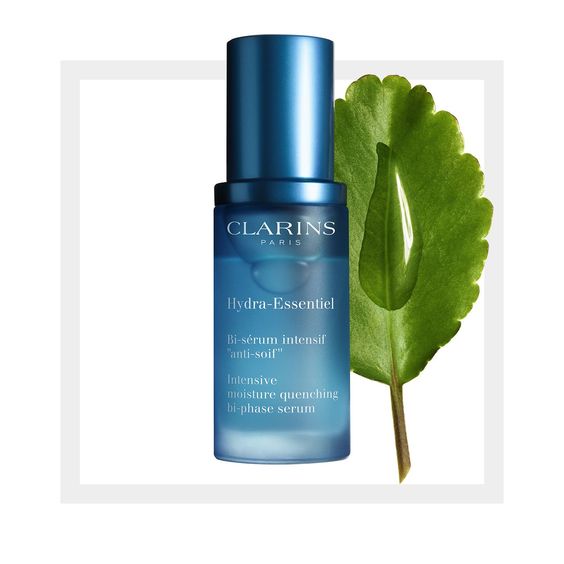 CLARINS
PARIS
Hydra-Essentiel
Bi-sérum intensif
"anti-soif"
Intensive
moisture quenching
bi-phase serum